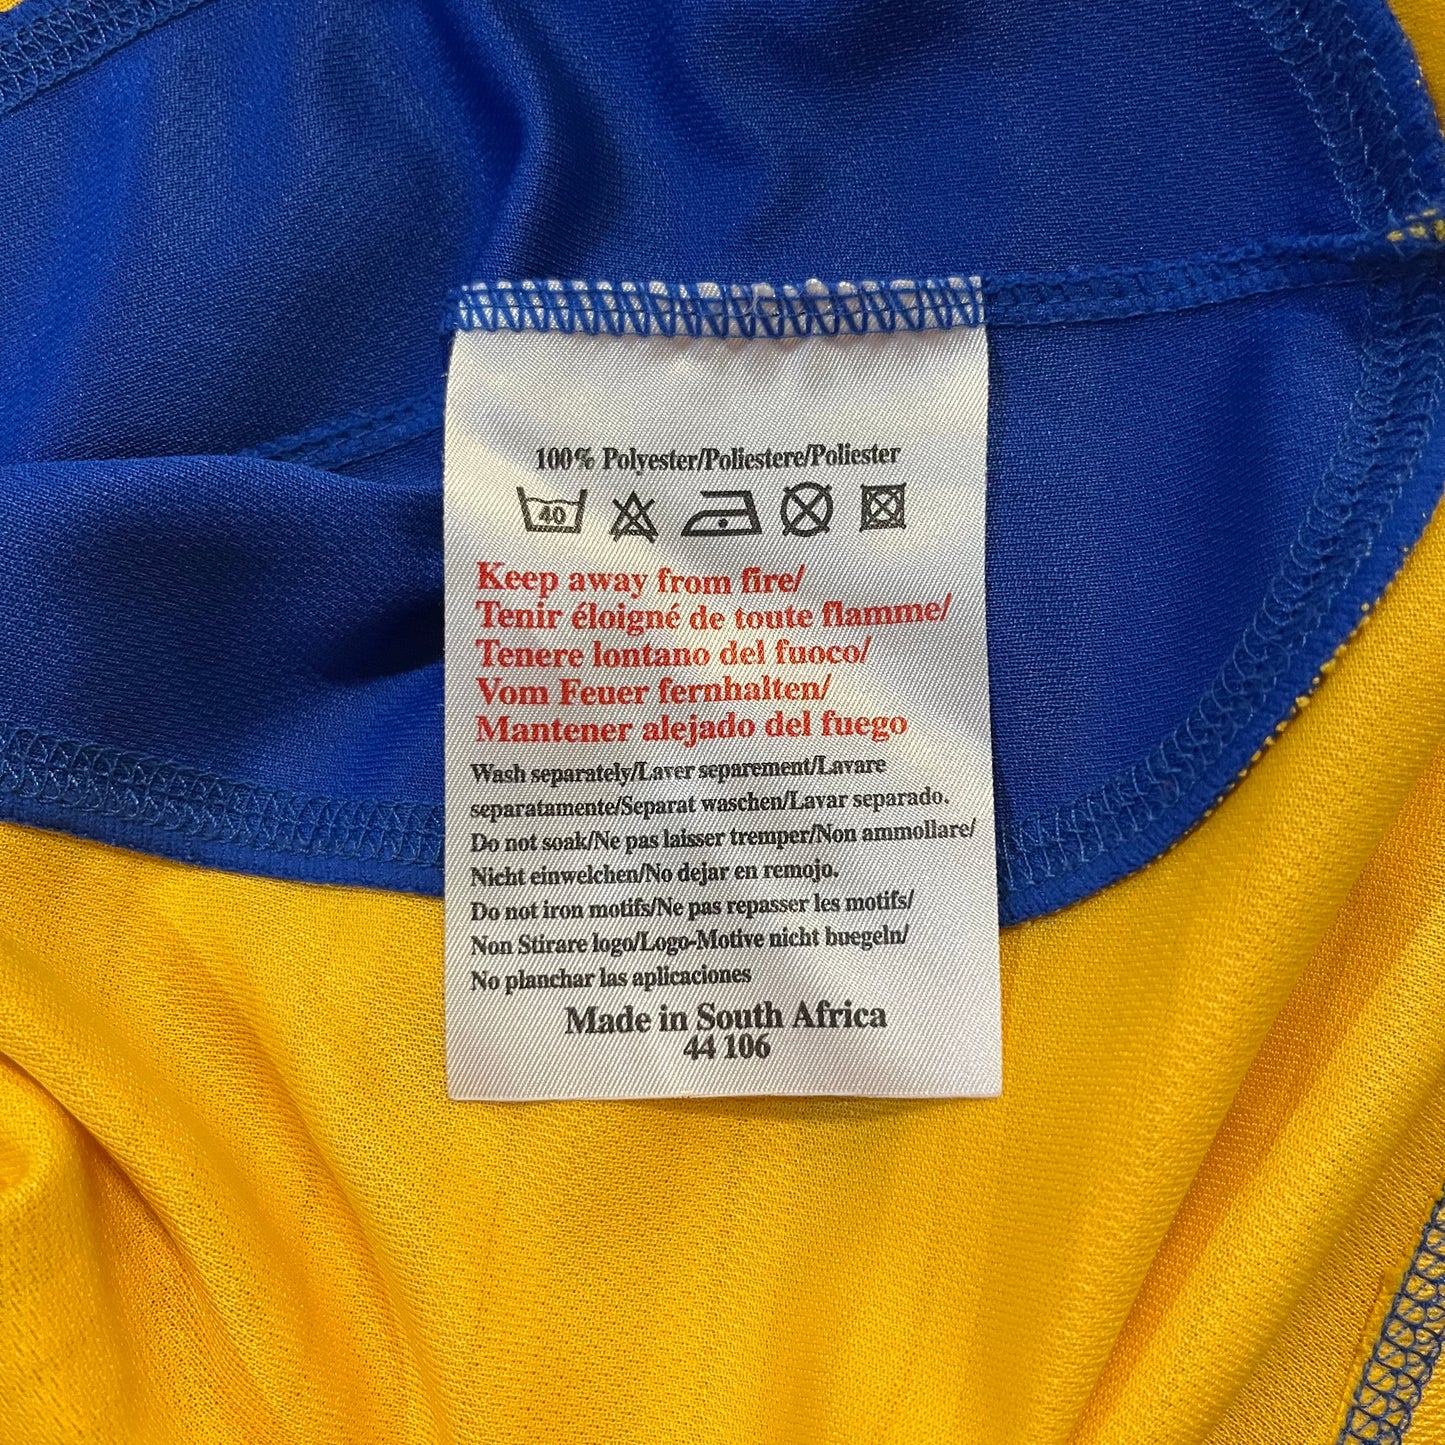 100% Polyester/Poliestere/Poliester
40
Keep away from fire/
Tenir éloigné de toute flamme/
Tenere lontano del fuoco/
Vom Feuer fernhalten/
Mantener alejado del fuego
Wash separately/Laver separement/Lavare
separatamente/Separat waschen/Lavar separado.
Do not soak/Ne pas laisser tremper/Non ammollare/
Nicht einwelchen/No dejar en remojo.
Do not iron motifs/Ne pas repasser les motifs/
Non Stirare logo/Logo-Motive nicht buegeln/
No planchar las aplicaciones
Made in South Africa
44 106